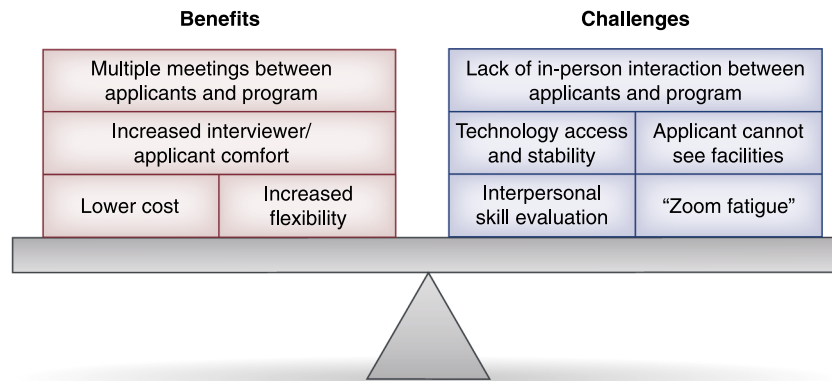 Benefits
Multiple meetings between
applicants and program
Increased interviewer/
applicant comfort
Lower cost
Increased
flexibility
Challenges
Lack of in-person interaction between
applicants and program
Technology access
and stability
Applicant cannot
see facilities
Interpersonal
skill evaluation
“Zoom fatigue”